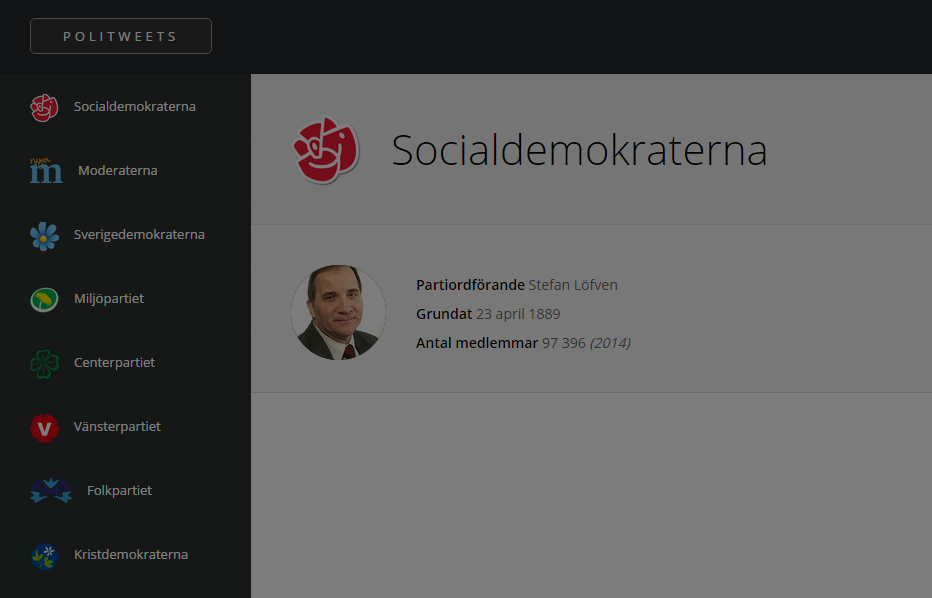 POLITWEETS
Socialdemokraterna
nya
m
Moderaterna
Sverigedemokraterna
Miljöpartiet
Centerpartiet
V
Vänsterpartiet
Folkpartiet
Kristdemokraterna
Socialdemokraterna
Partiordförande Stefan Löfven
Grundat 23 april 1889
Antal medlemmar 97 396 (2014)